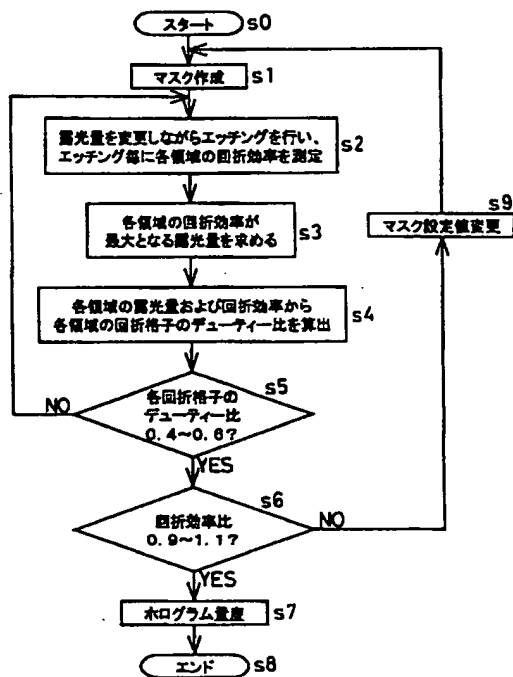 スタート s0
マスク作成 s1
露光量を変更しながらエッチングを行い、
エッチング毎に各領域の回折効率を測定
s2
各領域の回折効率が
最大となる露光量を求める
s3
各領域の露光量および回折効率から
各領域の回折格子のデューティー比を算出
s4
各回折格子の
デューティー比
0.4~0.6?
s5
NO
YES
回折効率比
0.9~1.1?
s6
NO
YES
ホログラム量産 s7
エンド s8
s9
マスク設定値変更